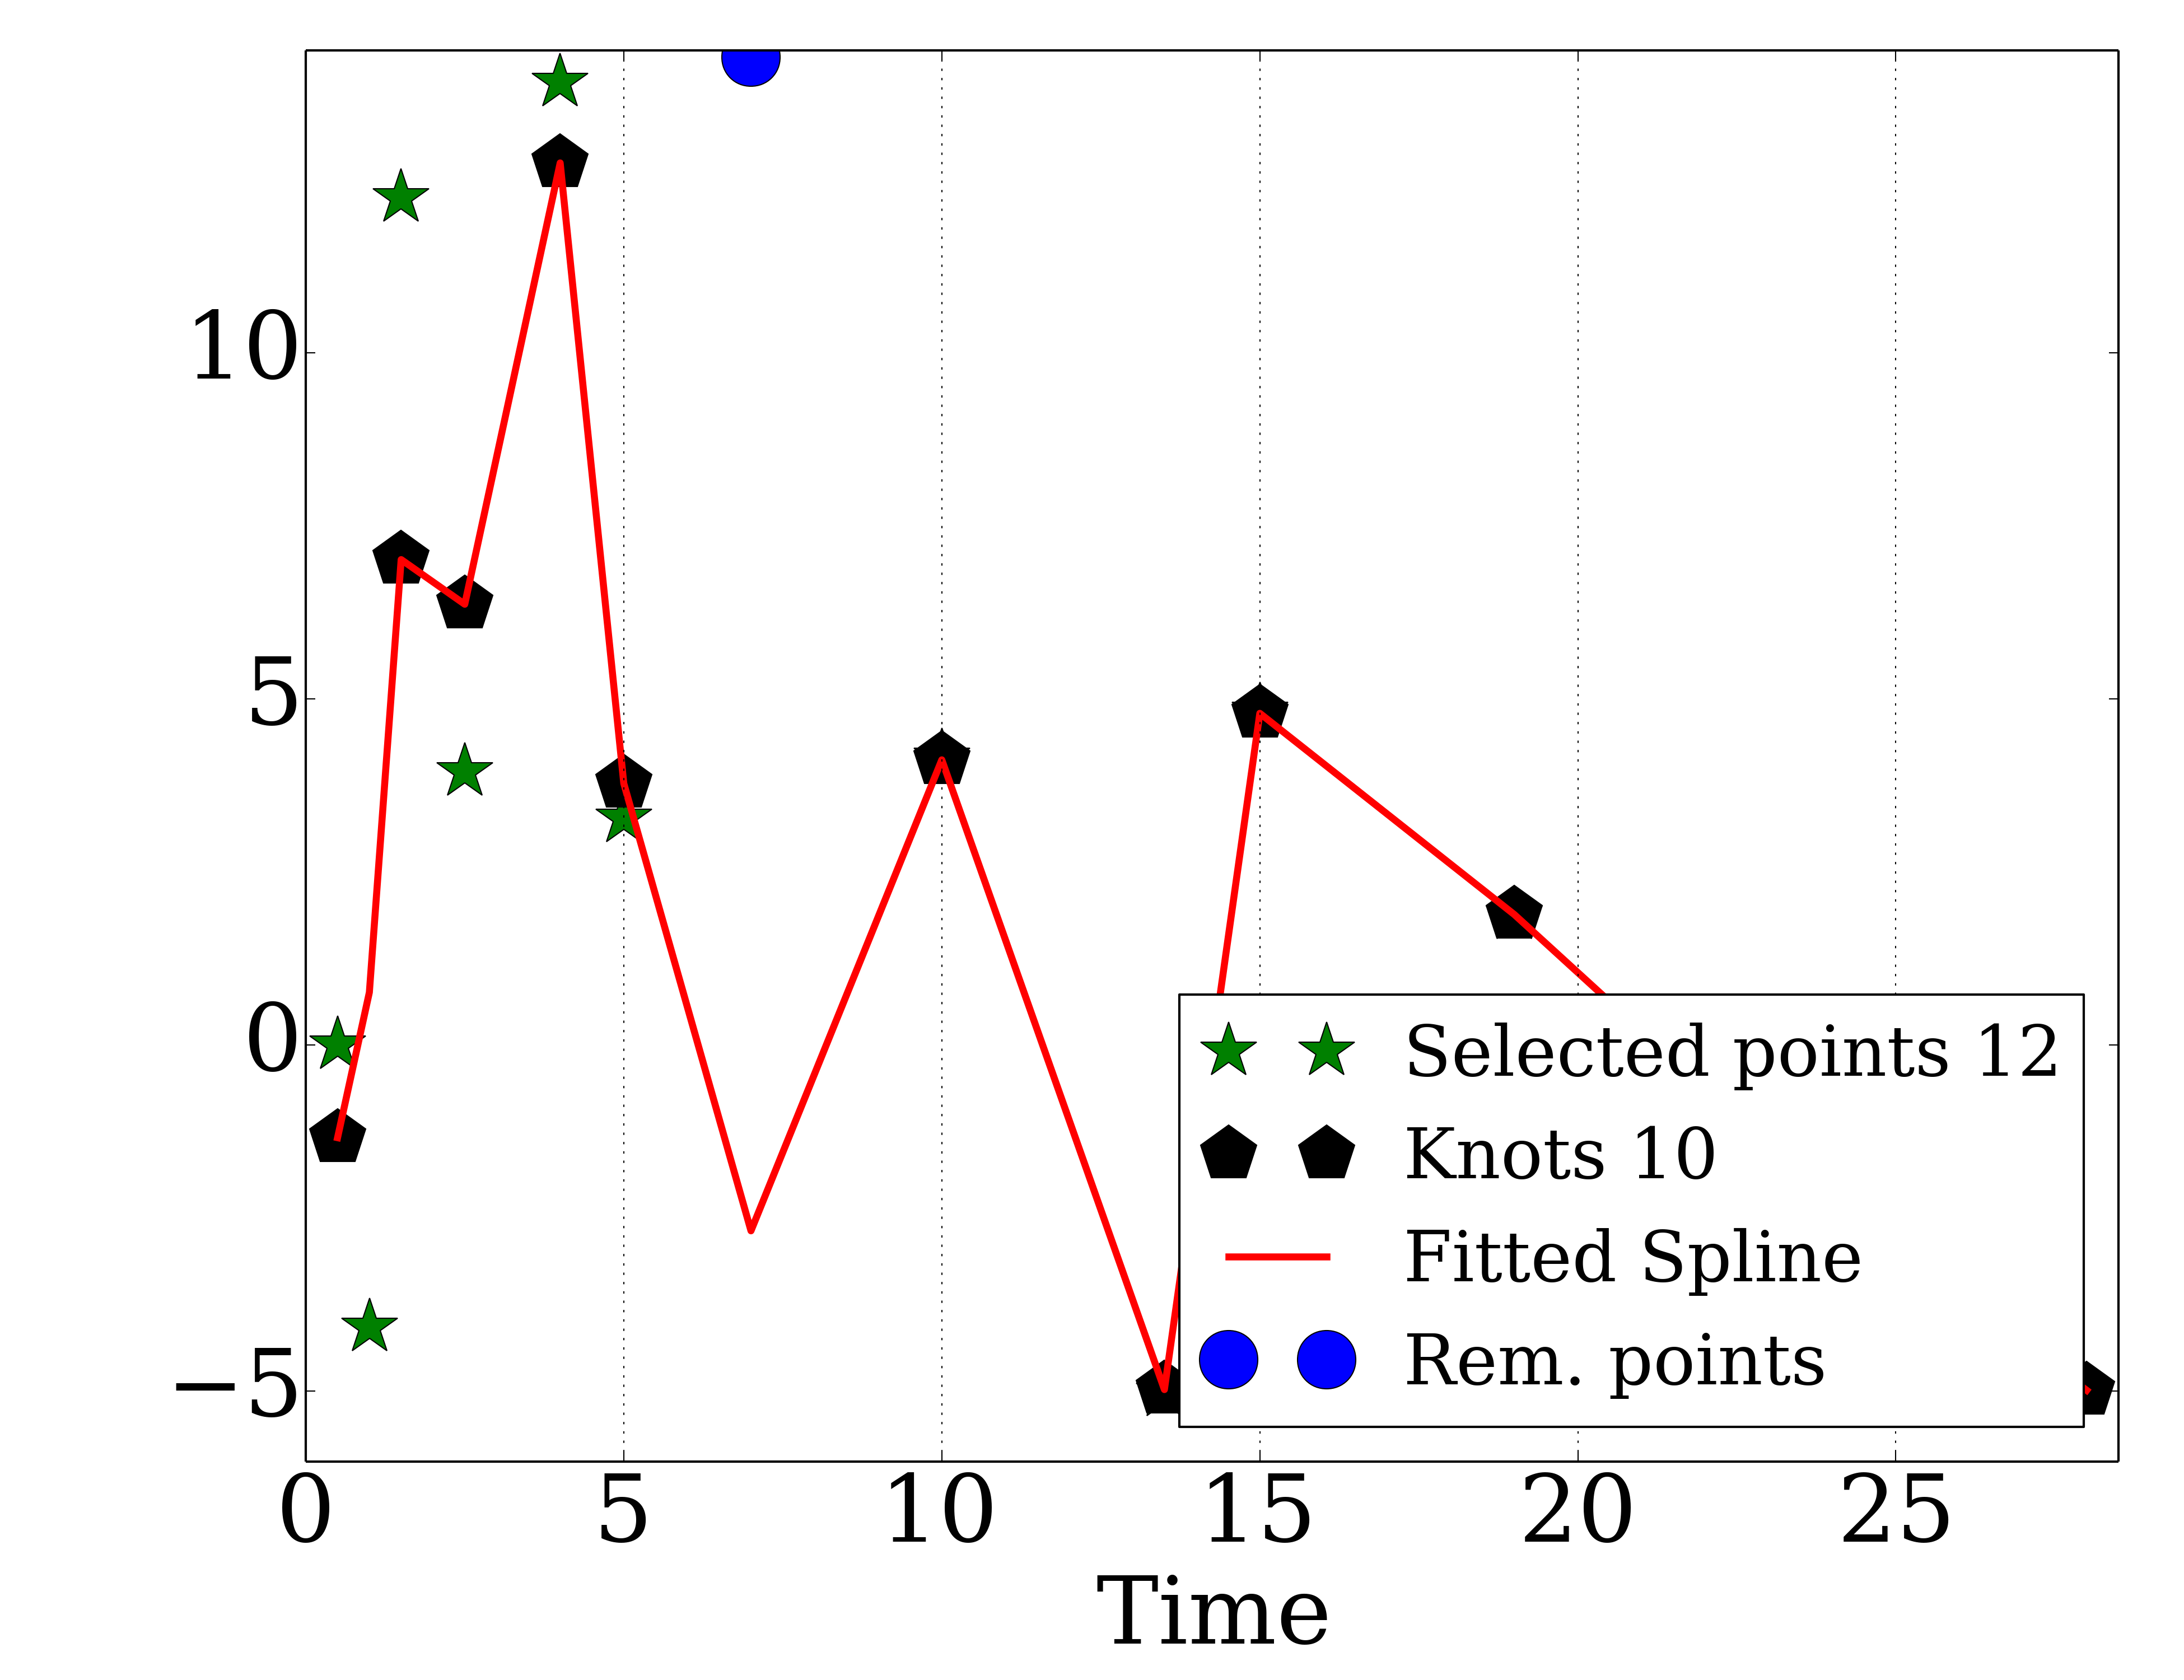 10
5
0
−5
0 5 10 15 20 25
Time
Selected points 12
Knots 10
Fitted Spline
Rem. points